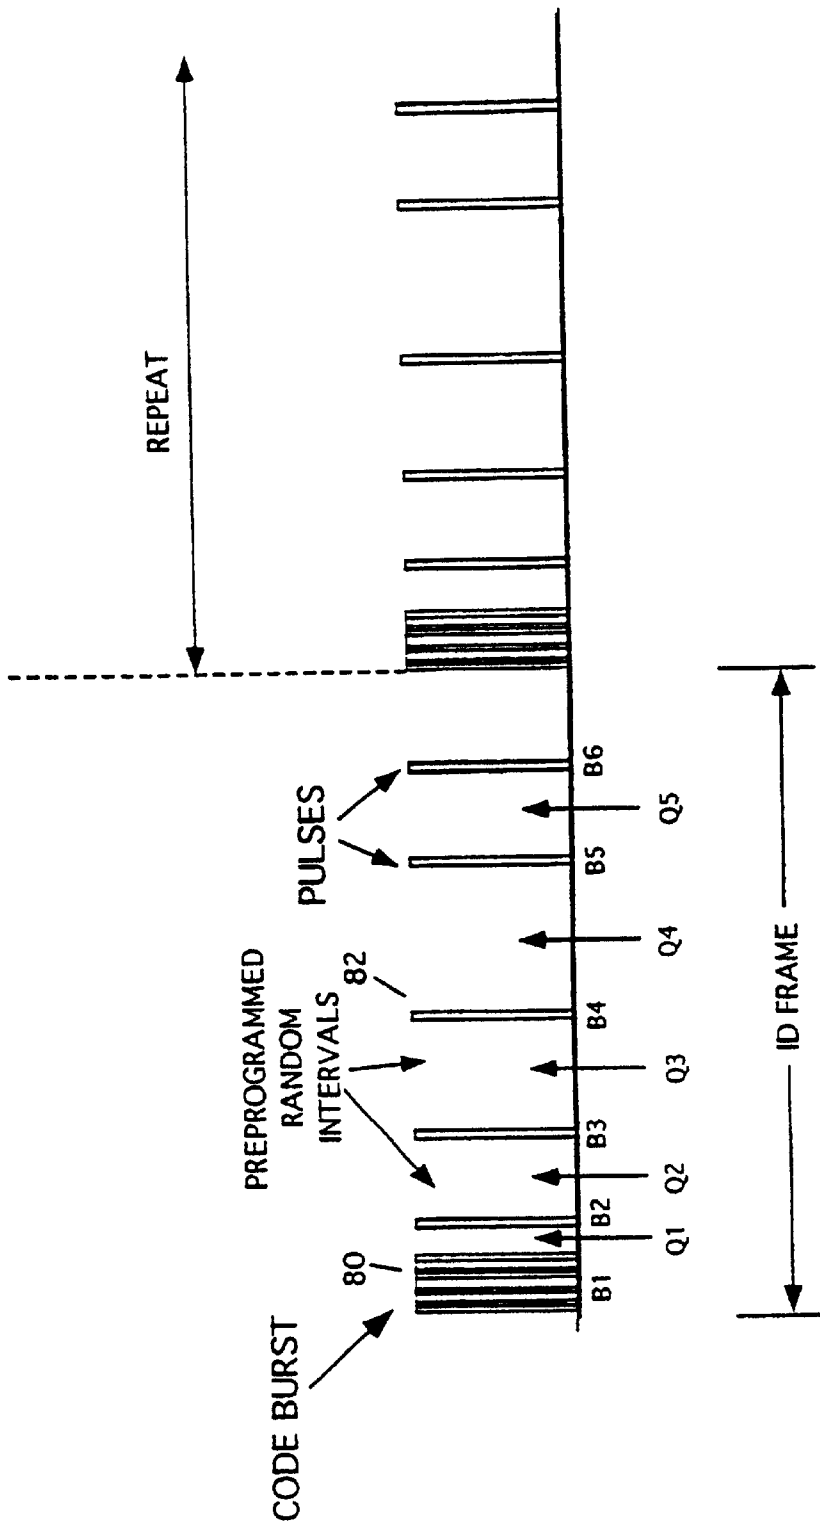 REPEAT
CODE BURST
80
PREPROGRAMMED
RANDOM
INTERVALS
82
PULSES
B1
B2
B3
B4
B5
B6
Q1
Q2
Q3
Q4
Q5
ID FRAME